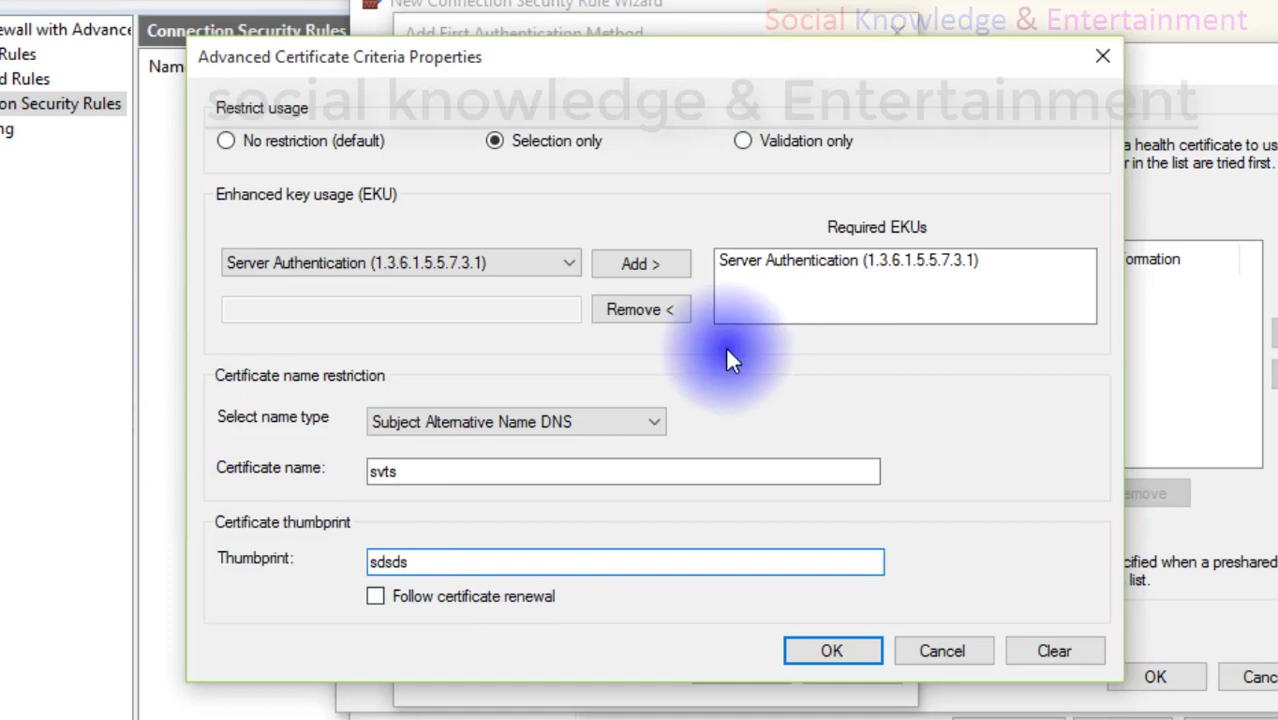 New Connection Security Rule Wizard
Social Knowledge & Entertainment
ewall with Advance
Connection Security Rules
Add First Authentication Method
Rules
Nam
d Rules
on Security Rules
ng
Advanced Certificate Criteria Properties
social knowledge & Entertainment
Restrict usage
No restriction (default)
Selection only
Validation only
a health certificate to us
r in the list are tried first.
Enhanced key usage (EKU)
Required EKUs
Server Authentication (1.3.6.1.5.5.7.3.1)
Add >
Server Authentication (1.3.6.1.5.5.7.3.1)
ormation
Remove <
Certificate name restriction
Select name type
Subject Alternative Name DNS
Certificate name:
svts
emove
Certificate thumbprint
Thumbprint:
sdsds
cified when a preshared
list.
Follow certificate renewal
OK
Cancel
Clear
OK
Canc